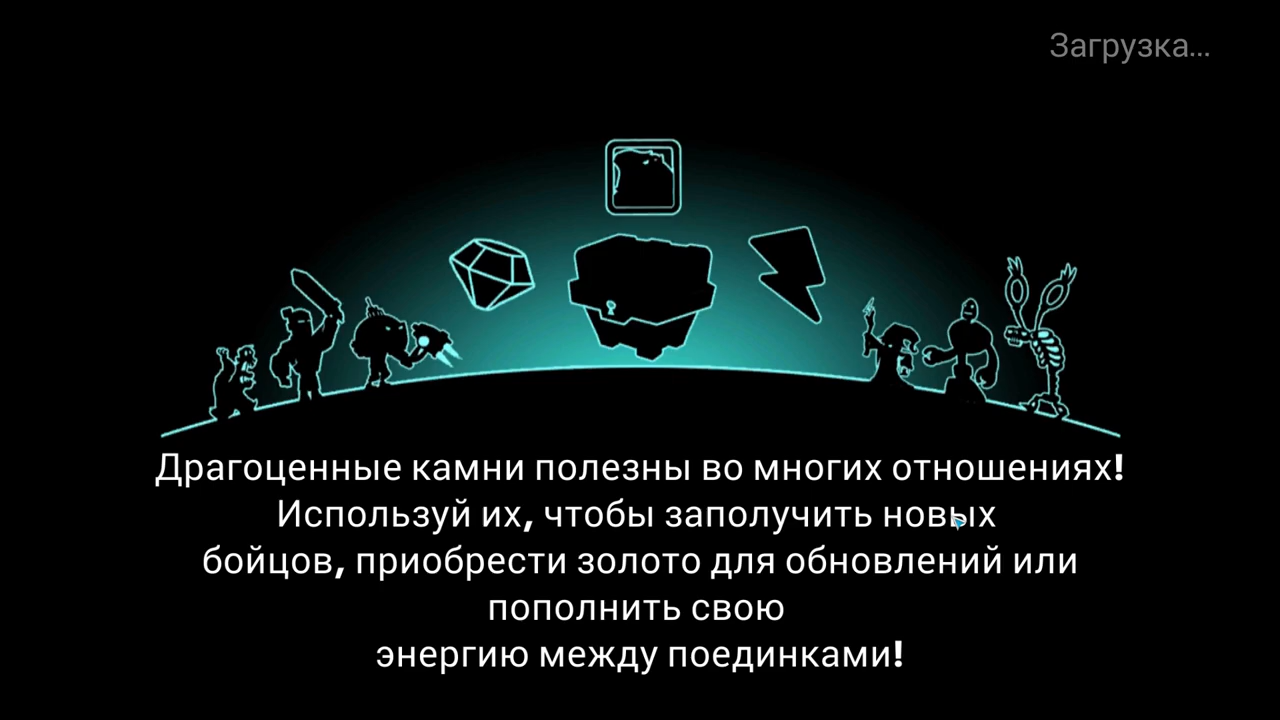 Загрузка...
Драгоценные камни полезны во многих отношениях!
Используй их, чтобы заполучить новых
бойцов, приобрести золото для обновлений или
пополнить свою
энергию между поединками!